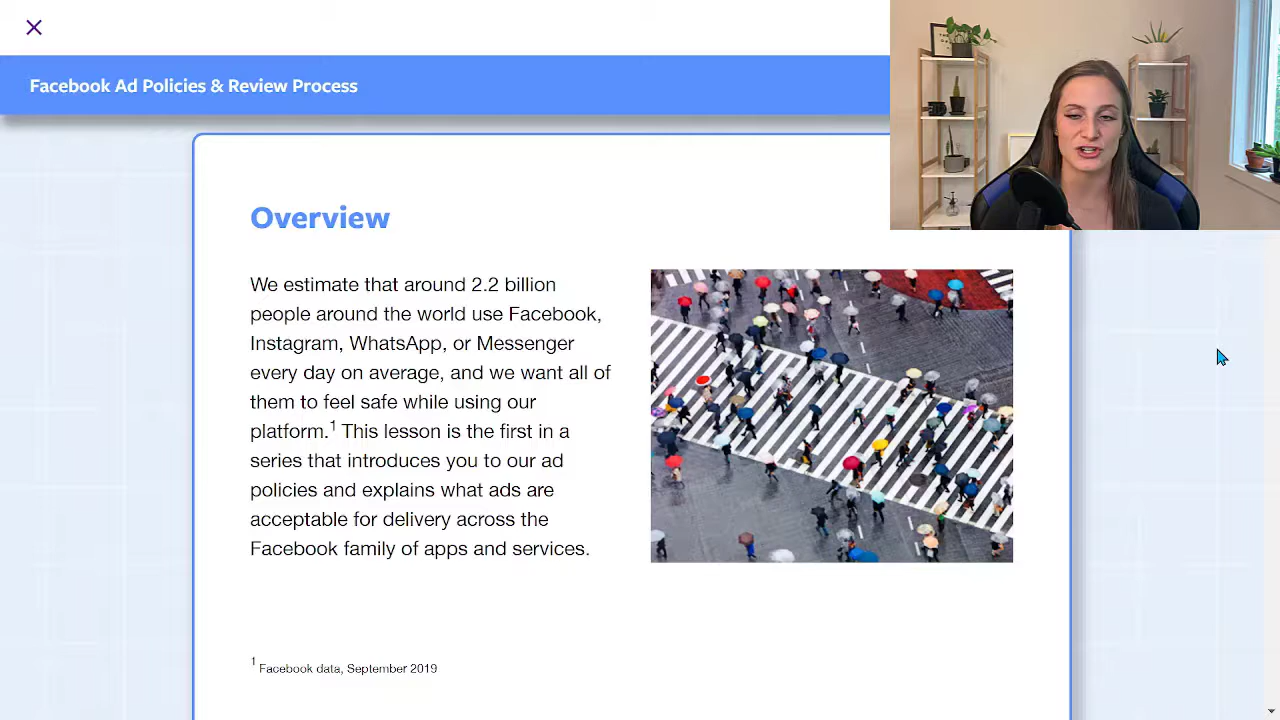 Facebook Ad Policies & Review Process
Overview
We estimate that around 2.2 billion
people around the world use Facebook,
Instagram, WhatsApp, or Messenger
every day on average, and we want all of
them to feel safe while using our
platform.¹ This lesson is the first in a
series that introduces you to our ad
policies and explains what ads are
acceptable for delivery across the
Facebook family of apps and services.
¹ Facebook data, September 2019